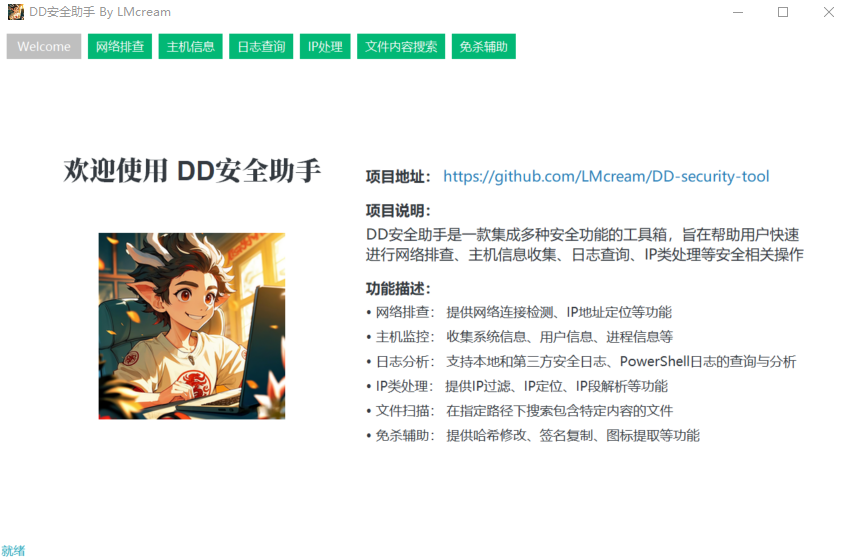 DD安全助手 By LMcream
Welcome 网络排查 主机信息 日志查询 IP处理 文件内容搜索 免杀辅助
欢迎使用 DD安全助手
项目地址： https://github.com/LMcream/DD-security-tool
项目说明：
DD安全助手是一款集成多种安全功能的工具箱，旨在帮助用户快速
进行网络排查、主机信息收集、日志查询、IP类处理等安全相关操作
功能描述：
• 网络排查： 提供网络连接检测、IP地址定位等功能
• 主机监控： 收集系统信息、用户信息、进程信息等
• 日志分析： 支持本地和第三方安全日志、PowerShell日志的查询与分析
• IP类处理： 提供IP过滤、IP定位、IP段解析等功能
• 文件扫描： 在指定路径下搜索包含特定内容的文件
• 免杀辅助： 提供哈希修改、签名复制、图标提取等功能
就绪